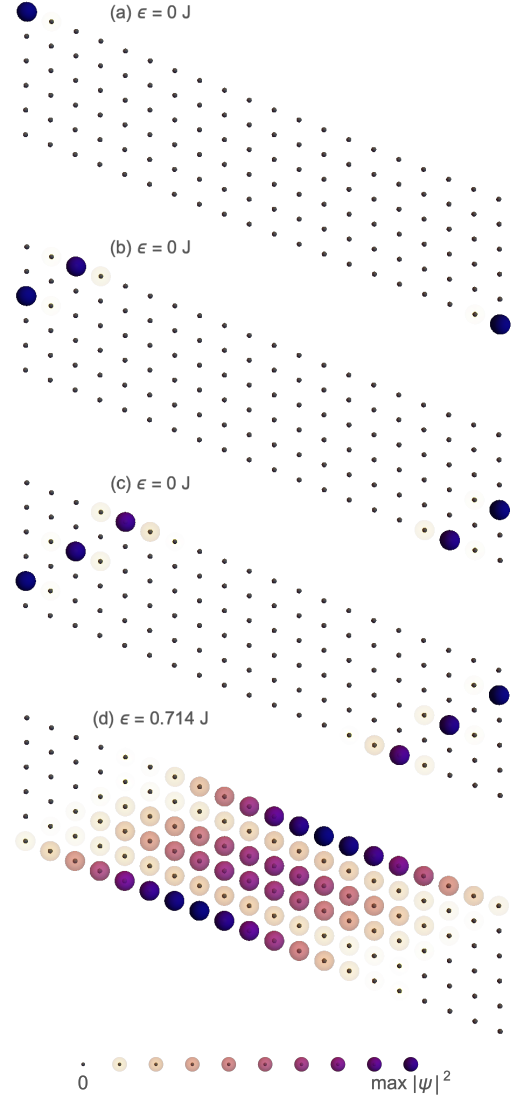 (a) ϵ = 0 J
(b) ϵ = 0 J
(c) ϵ = 0 J
(d) ϵ = 0.714 J
0 max |ψ|²